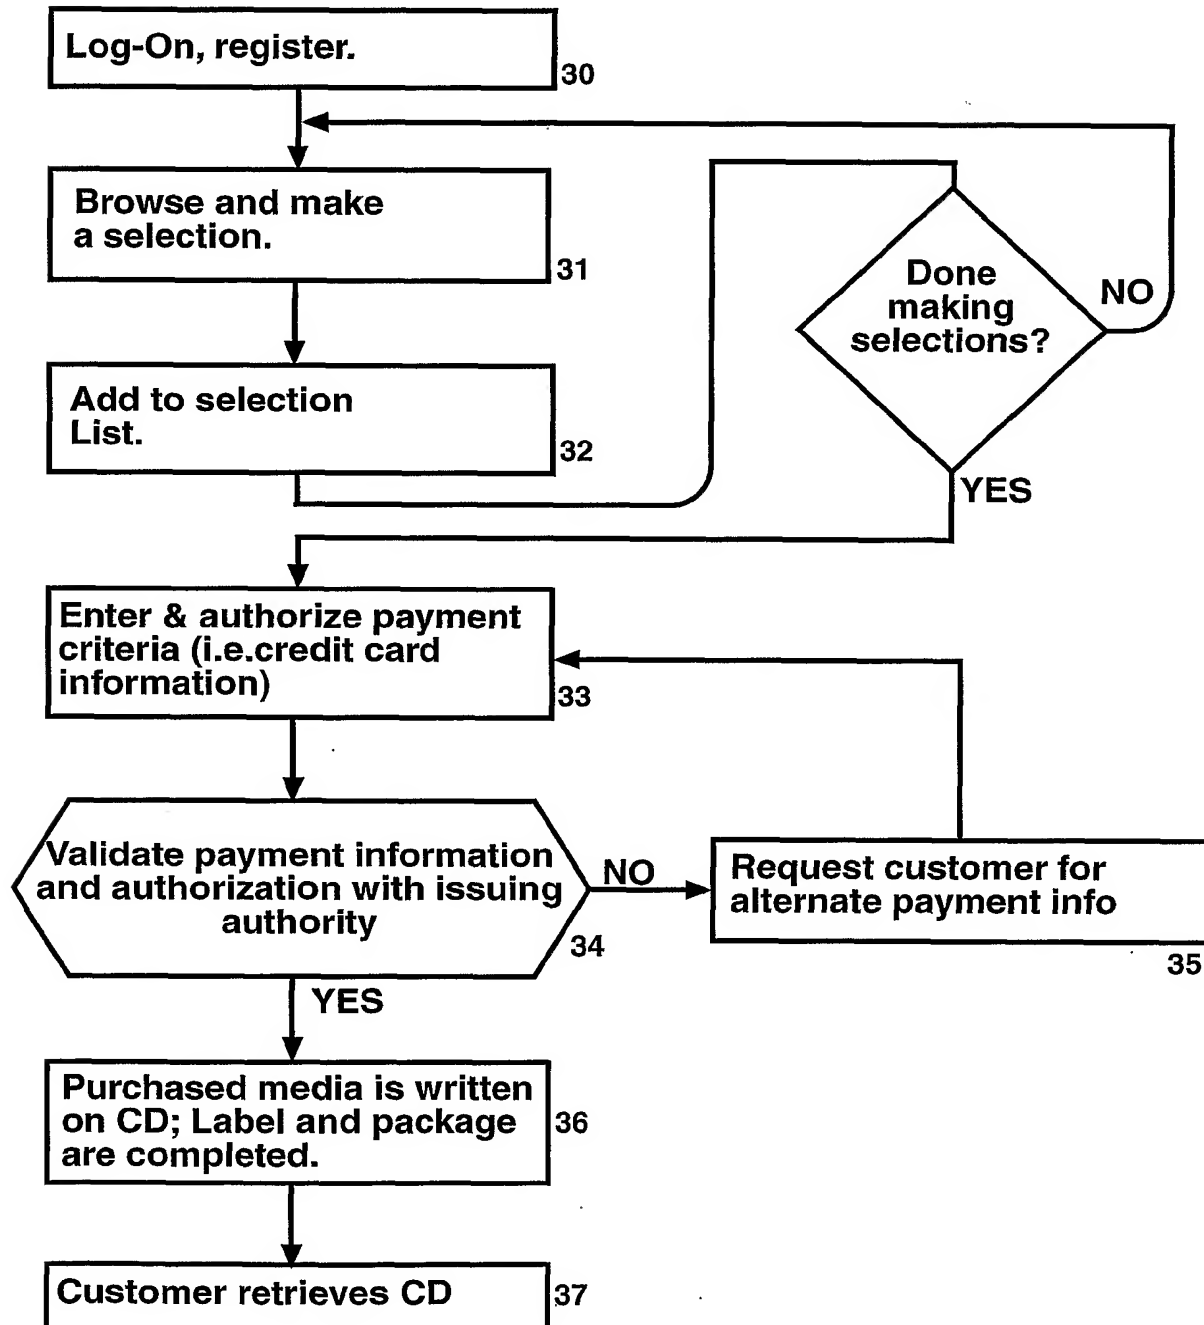 Log-On, register.
30
Browse and make
a selection.
31
Done
making
selections?
NO
Add to selection
List.
32
YES
Enter & authorize payment
criteria (i.e.credit card
information)
33
Validate payment information
and authorization with issuing
authority
34
NO
Request customer for
alternate payment info
35
YES
Purchased media is written
on CD; Label and package
are completed.
36
Customer retrieves CD
37